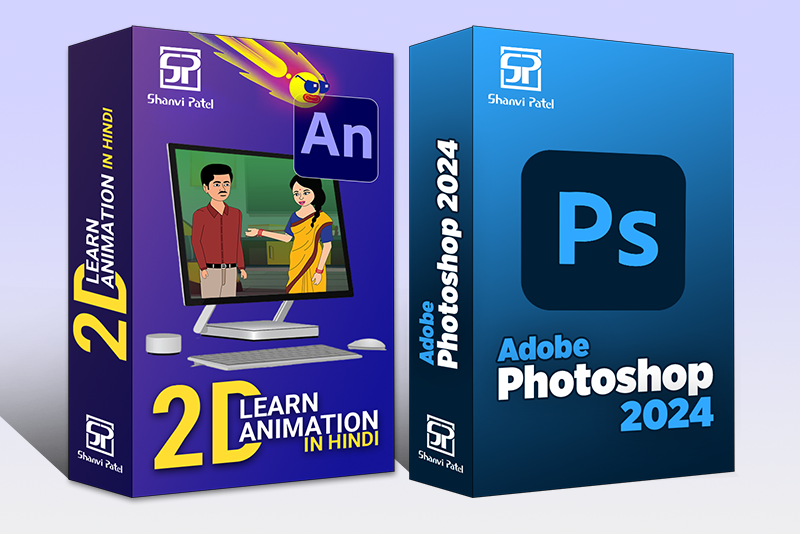 SP
Shanvi Patel
An
2D
LEARN
ANIMATION
IN HINDI
2D
LEARN
ANIMATION IN HINDI
SP
Shanvi Patel
SP
Shanvi Patel
Ps
Adobe
Photoshop
2024
Adobe
Photoshop 2024
SP
Shanvi Patel